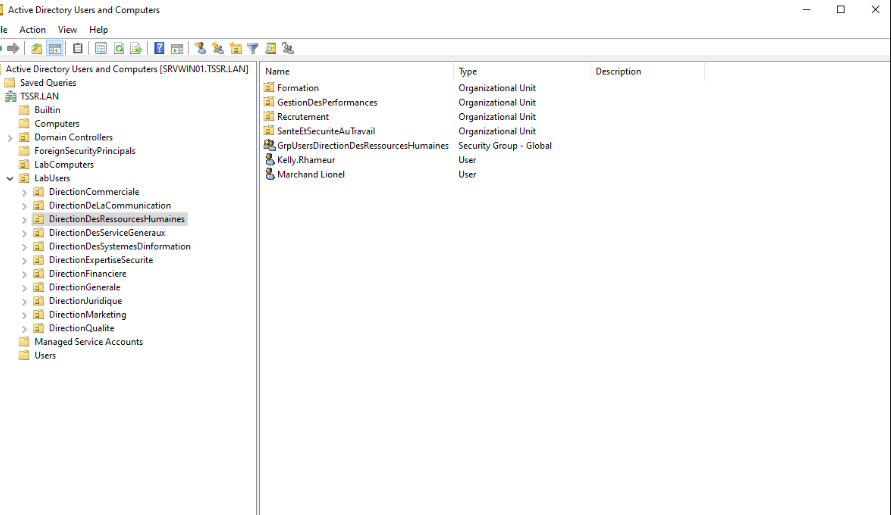 Active Directory Users and Computers
le Action View Help
Active Directory Users and Computers [SRVWIN01.TSSR.LAN]
Saved Queries
TSSR.LAN
Builtin
Computers
Domain Controllers
ForeignSecurityPrincipals
LabComputers
LabUsers
DirectionCommerciale
DirectionDeLaCommunication
DirectionDesRessourcesHumaines
DirectionDesServiceGeneraux
DirectionDesSystemesDinformation
DirectionExpertiseSecurite
DirectionFinanciere
DirectionGenerale
DirectionJuridique
DirectionMarketing
DirectionQualite
Managed Service Accounts
Users
Name Type Description
Formation Organizational Unit
GestionDesPerformances Organizational Unit
Recrutement Organizational Unit
SanteEtSecuriteAuTravail Organizational Unit
GrpUsersDirectionDesRessourcesHumaines Security Group - Global
Kelly.Rhameur User
Marchand Lionel User